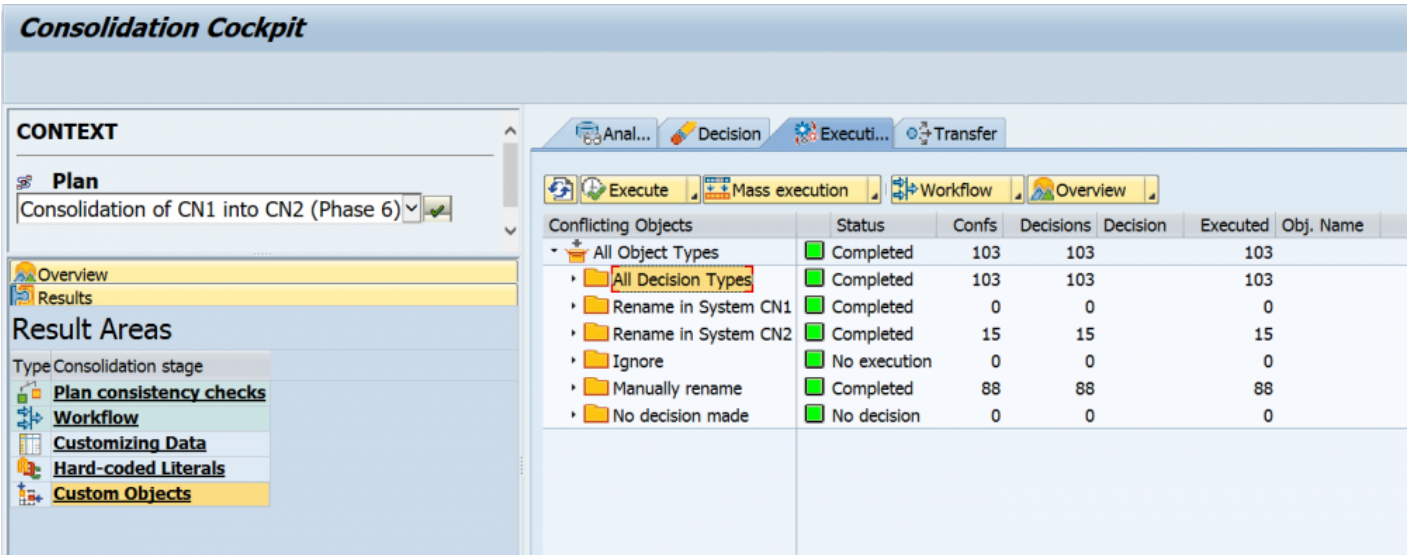 Consolidation Cockpit
CONTEXT
Plan
Consolidation of CN1 into CN2 (Phase 6)
Overview
Results
Result Areas
Type Consolidation stage
Plan consistency checks
Workflow
Customizing Data
Hard-coded Literals
Custom Objects
Anal... Decision Executi... Transfer
Execute Mass execution Workflow Overview
Conflicting Objects Status Confs Decisions Decision Executed Obj. Name
All Object Types Completed 103 103 103
All Decision Types Completed 103 103 103
Rename in System CN1 Completed 0 0 0
Rename in System CN2 Completed 15 15 15
Ignore No execution 0 0 0
Manually rename Completed 88 88 88
No decision made No decision 0 0 0